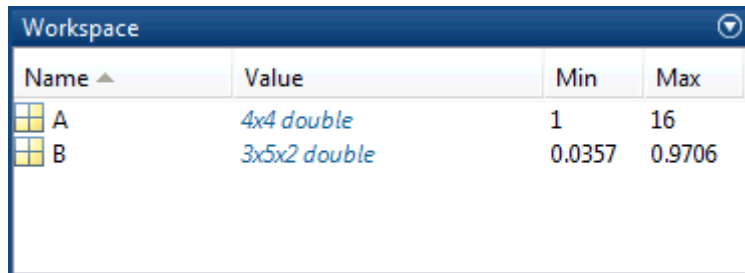 Workspace
Name Value Min Max
A 4x4 double 1 16
B 3x5x2 double 0.0357 0.9706